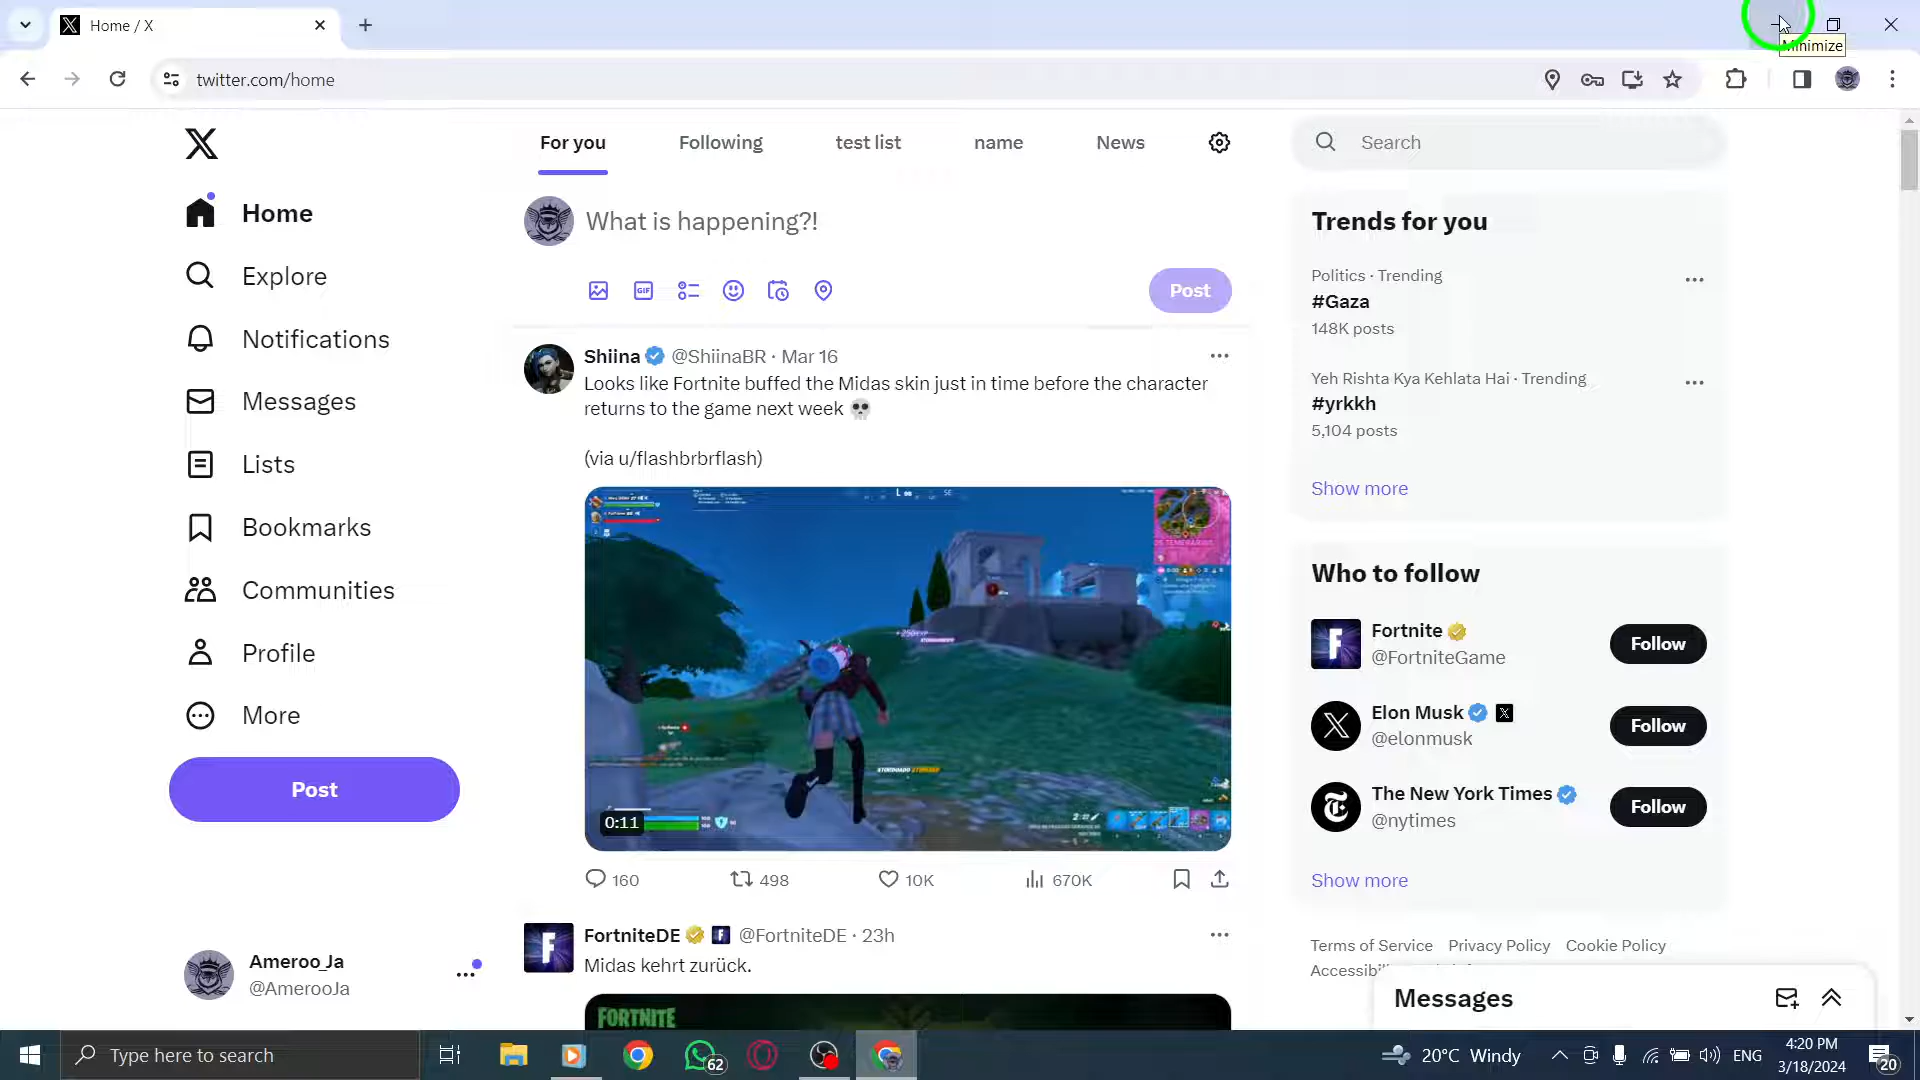 Home / X
Minimize
twitter.com/home
For you
Following
test list
name
News
Search
Home
Explore
Notifications
Messages
Lists
Bookmarks
Communities
Profile
More
Post
Ameroo_Ja
@AmerooJa
What is happening?!
GIF
Post
Shiina @ShiinaBR · Mar 16
Looks like Fortnite buffed the Midas skin just in time before the character
returns to the game next week 💀
(via u/flashbrbrflash)
0:11
160
498
10K
670K
FortniteDE @FortniteDE · 23h
Midas kehrt zurück.
FORTNITE
Trends for you
Politics · Trending
#Gaza
148K posts
Yeh Rishta Kya Kehlata Hai · Trending
#yrkkh
5,104 posts
Show more
Who to follow
Fortnite
@FortniteGame
Follow
Elon Musk
@elonmusk
Follow
The New York Times
@nytimes
Follow
Show more
Terms of Service Privacy Policy Cookie Policy
Messages
Type here to search
62
20°C Windy
ENG
4:20 PM
3/18/2024
20